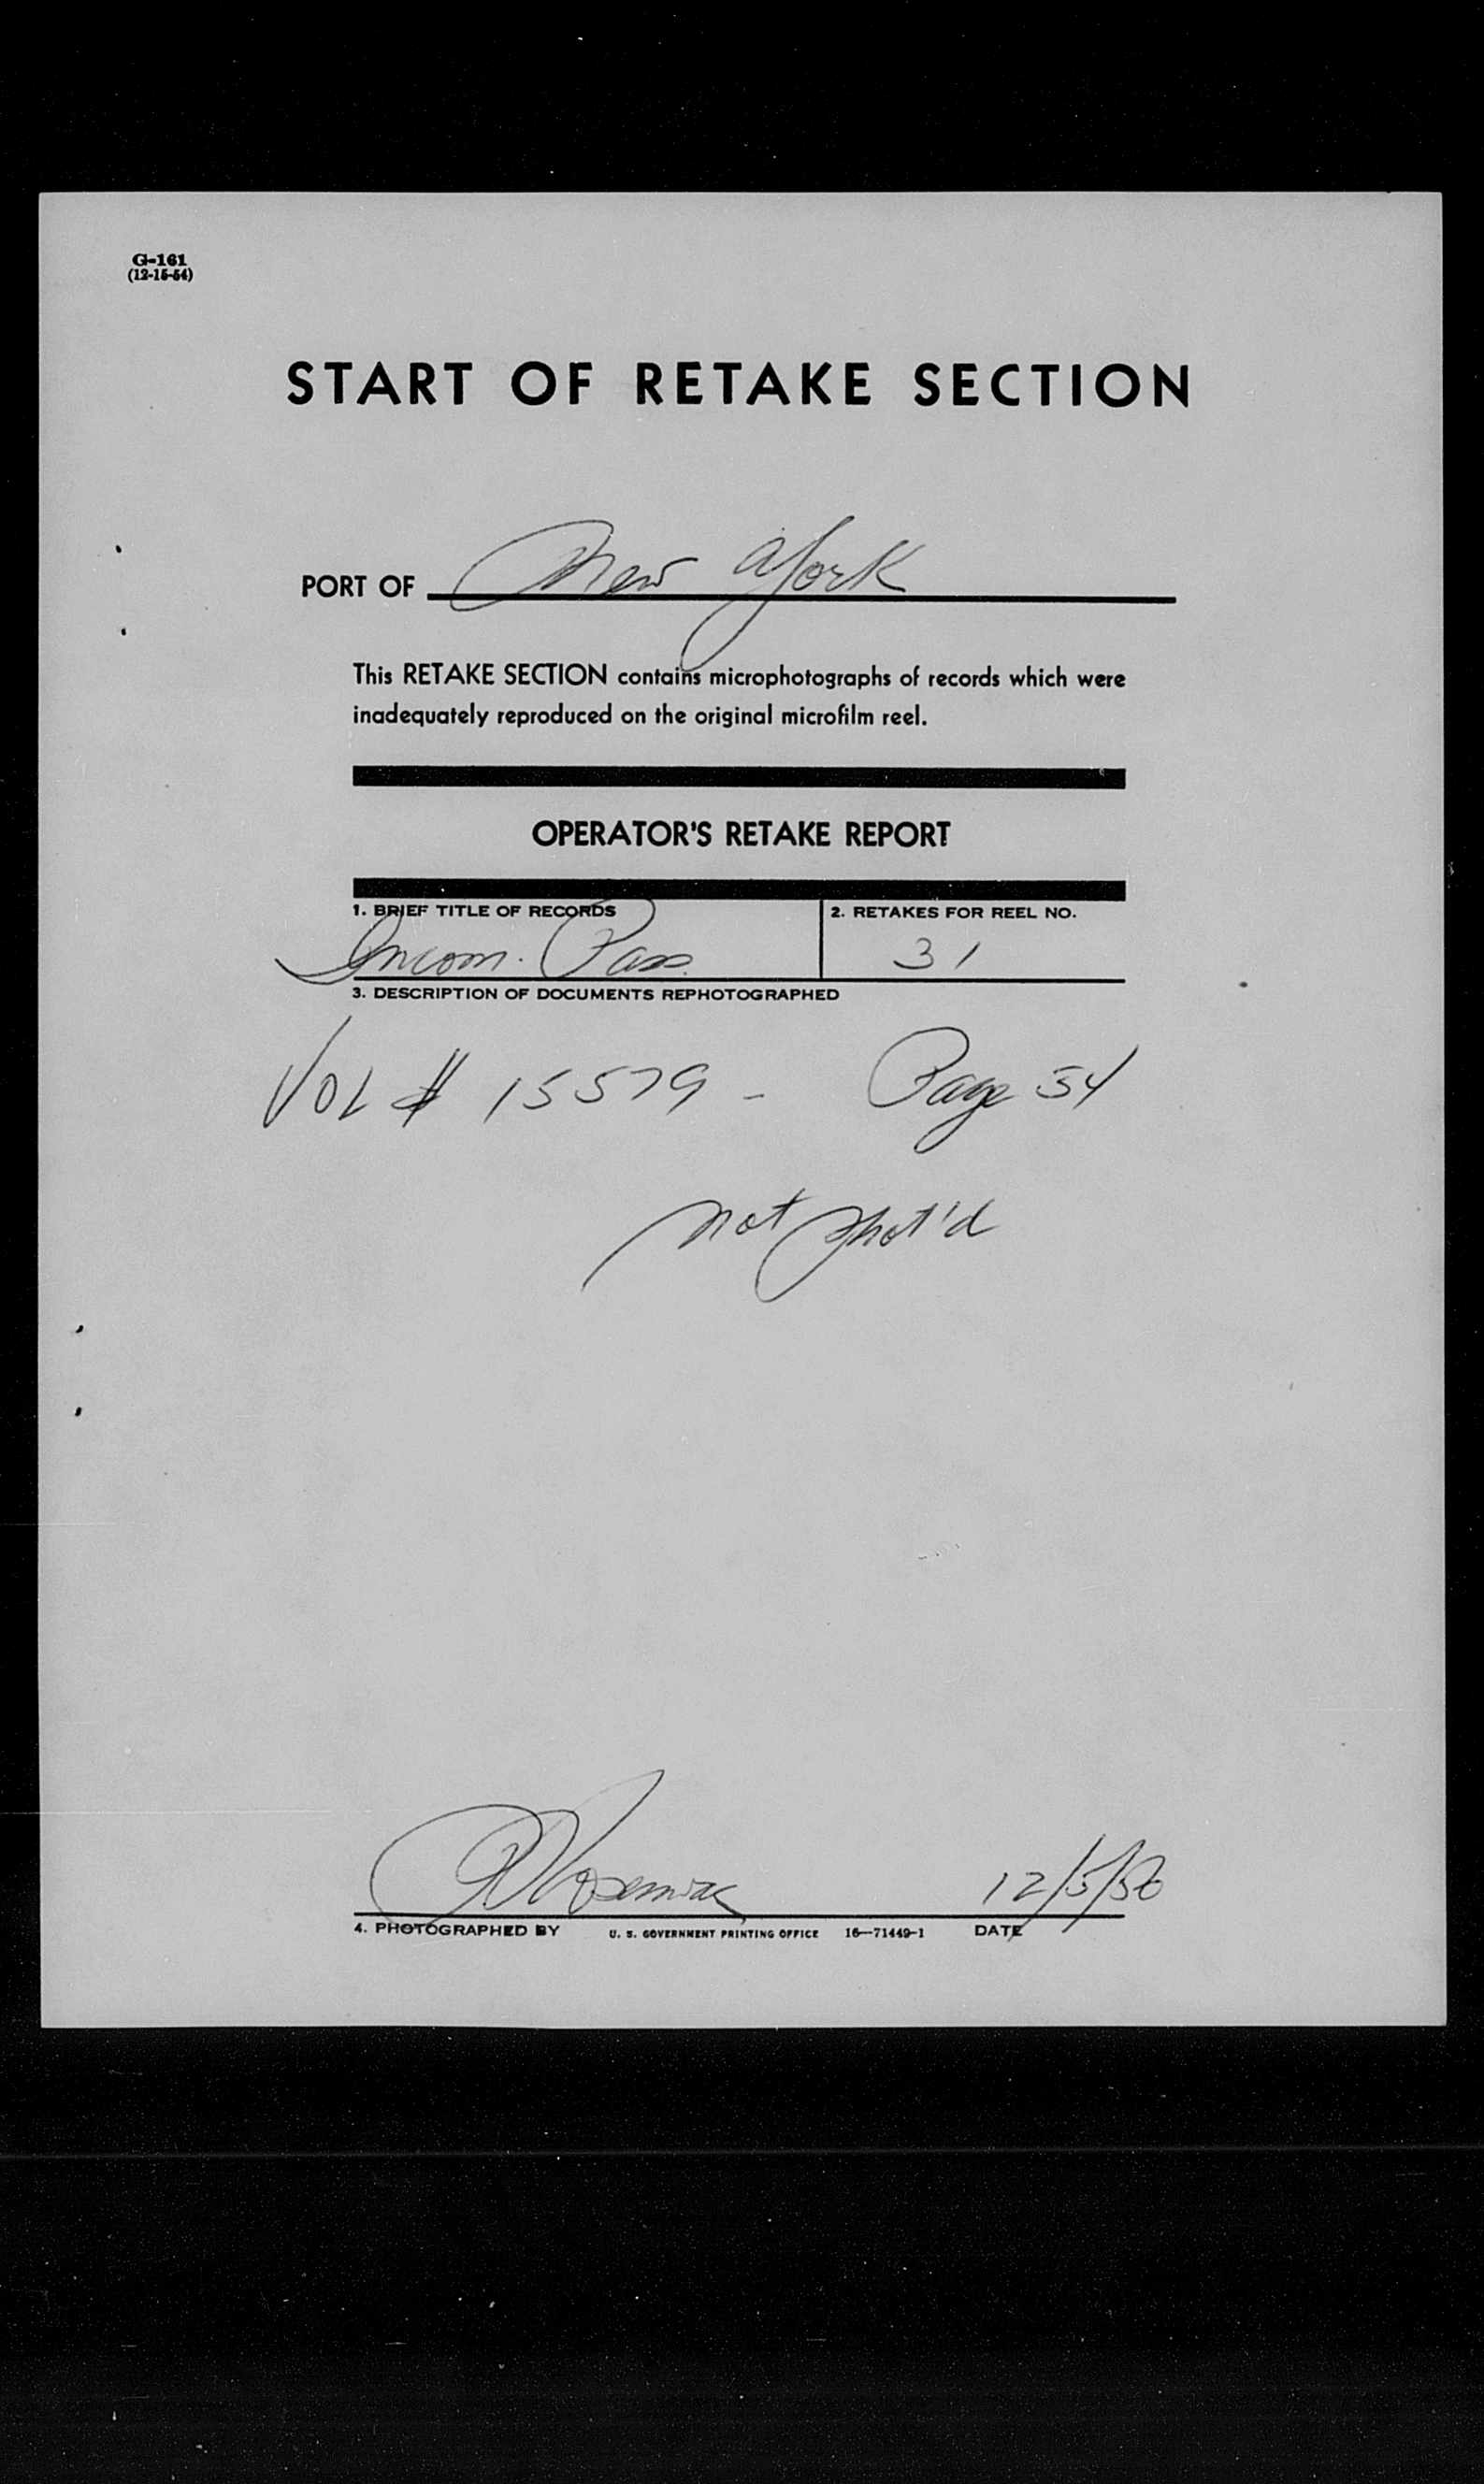 G-161
(12-15-54)
START OF RETAKE SECTION
PORT OF New York
This RETAKE SECTION contains microphotographs of records which were
inadequately reproduced on the original microfilm reel.
OPERATOR'S RETAKE REPORT
1. BRIEF TITLE OF RECORDS 2. RETAKES FOR REEL NO.
Incom. Pass. 31
3. DESCRIPTION OF DOCUMENTS REPHOTOGRAPHED
VOL # 15579 - Page 54
not phot'd
12/5/56
4. PHOTOGRAPHED BY U. S. GOVERNMENT PRINTING OFFICE 16—71449-1 DATE